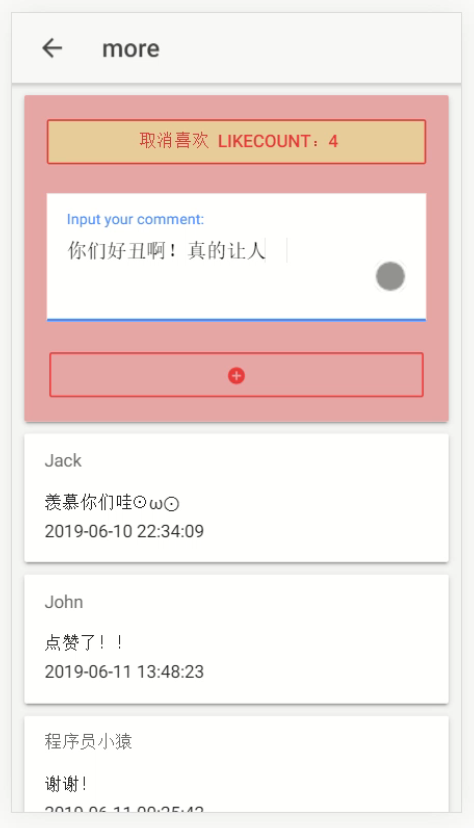 more
取消喜欢 LIKECOUNT：4
Input your comment:
你们好丑啊！真的让人
Jack
羡慕你们哇⊙ω⊙
2019-06-10 22:34:09
John
点赞了！！
2019-06-11 13:48:23
程序员小猿
谢谢！